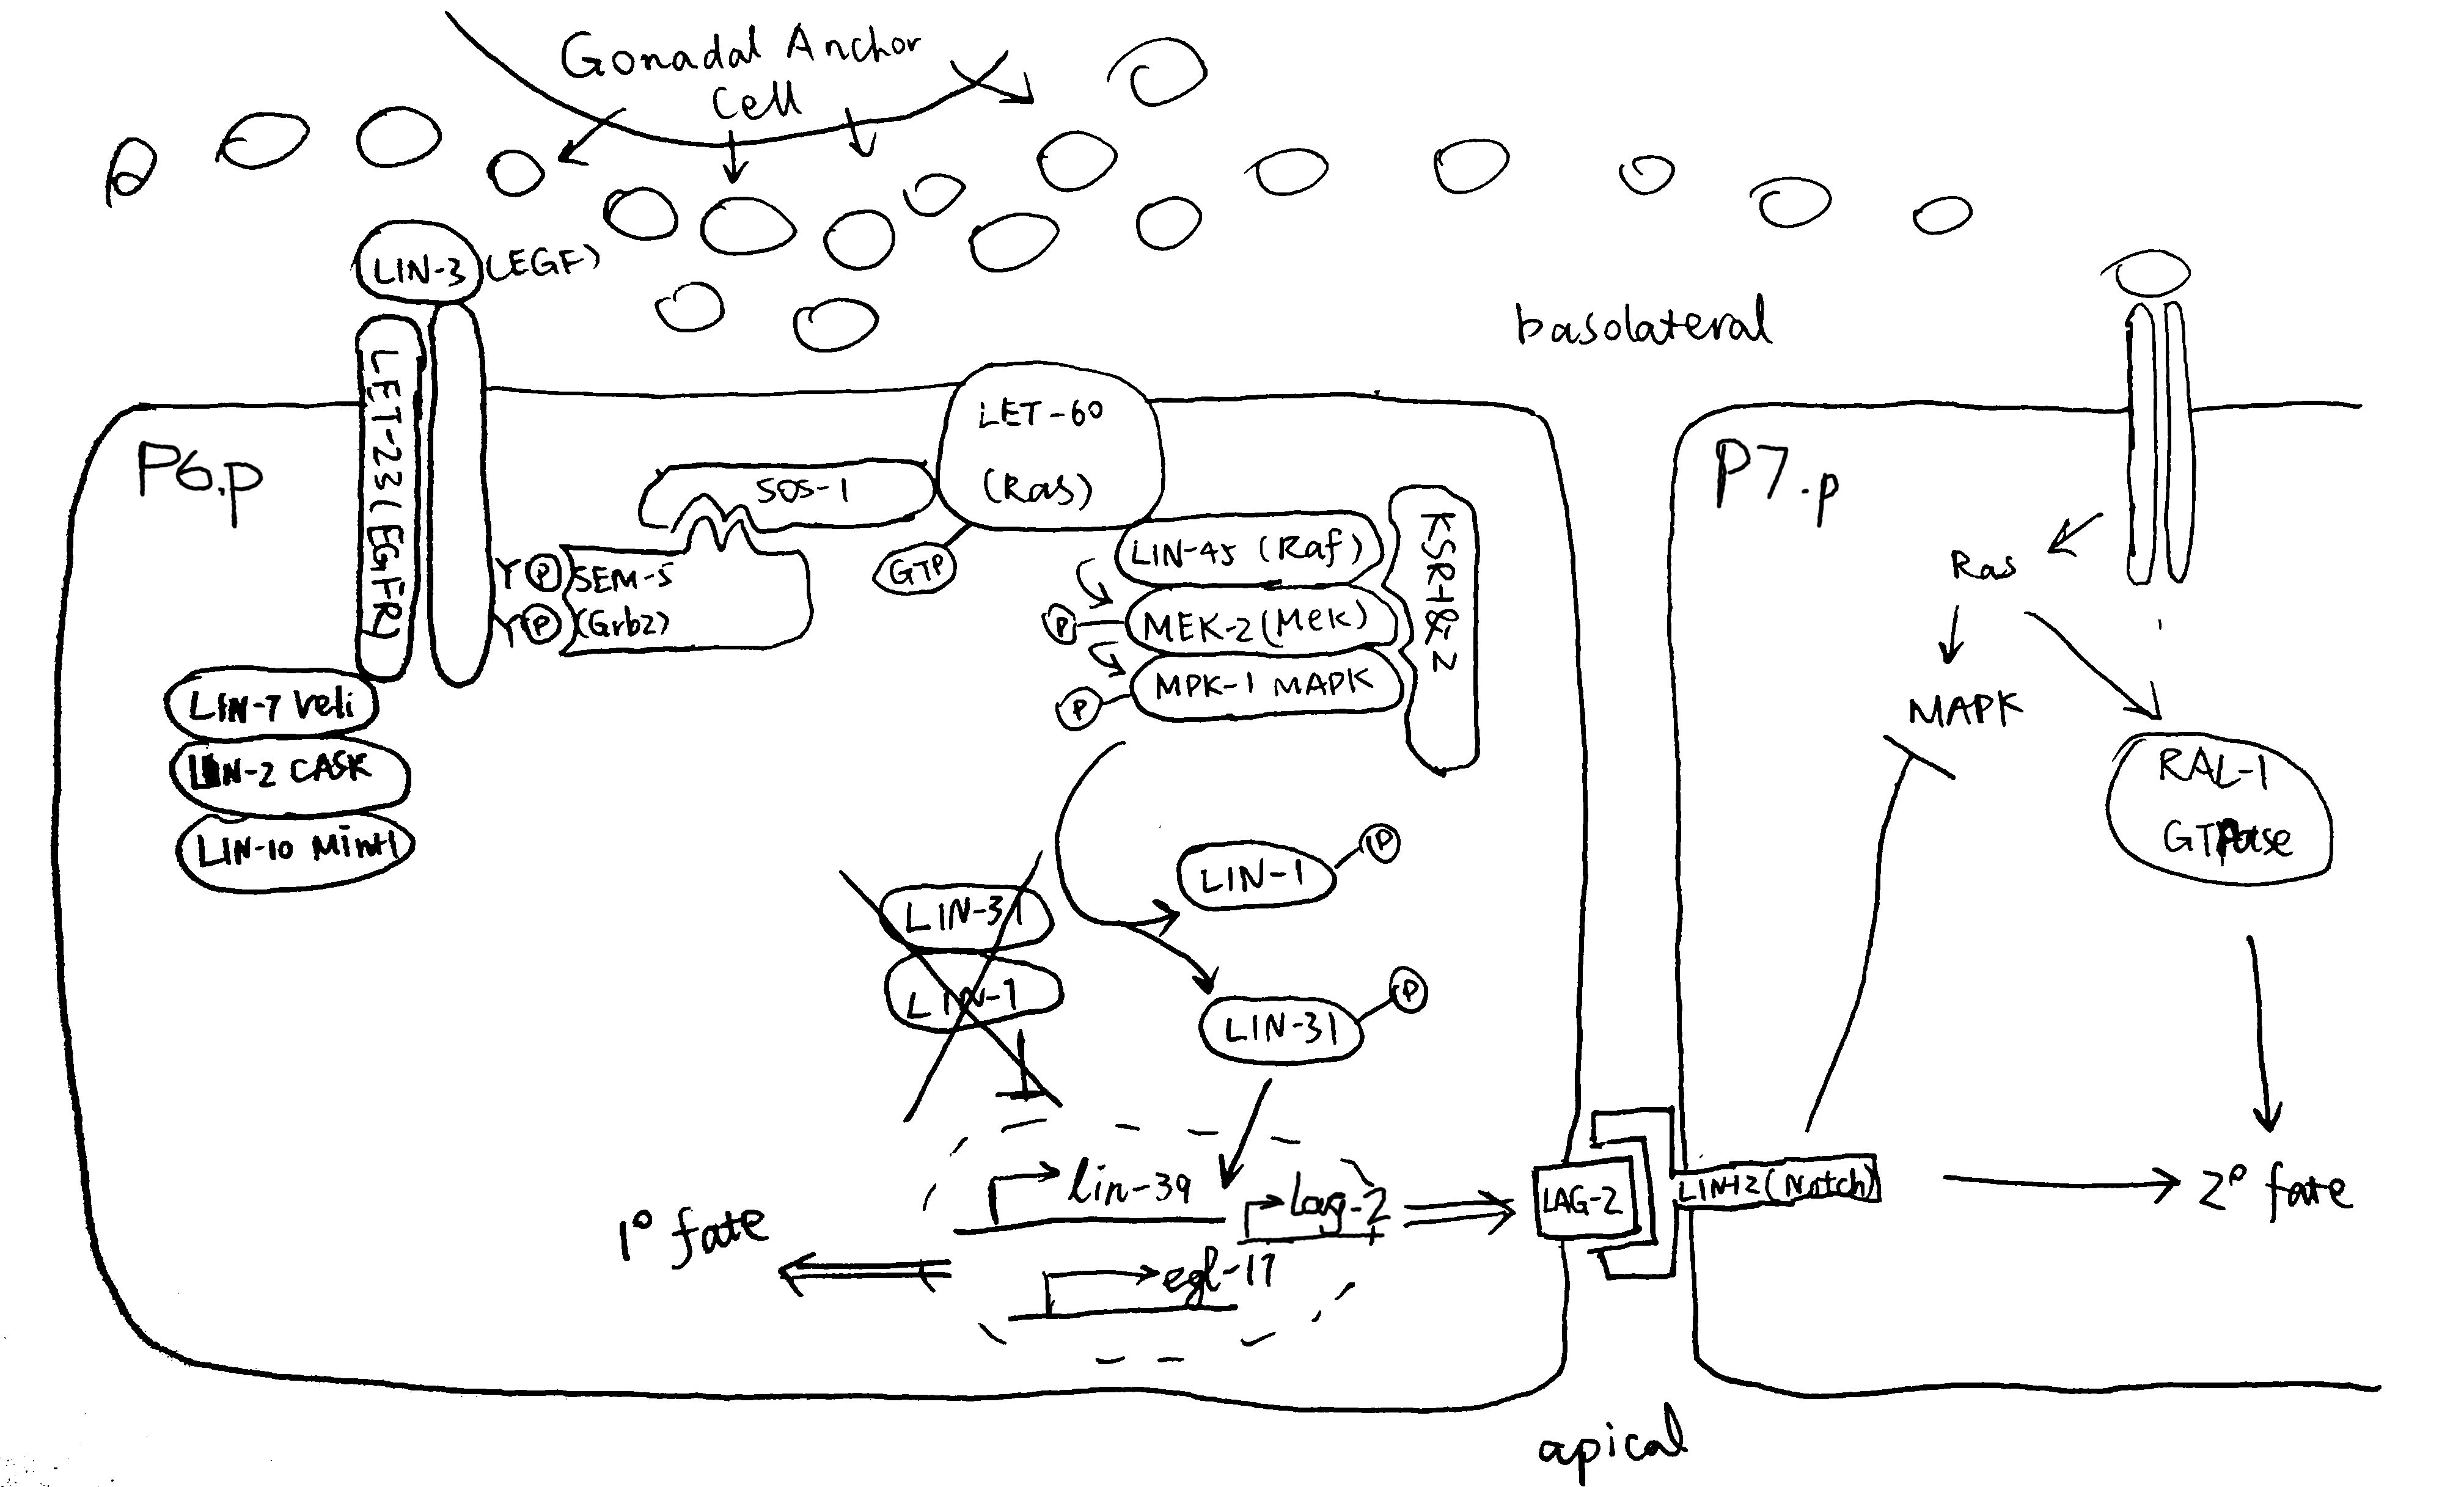 Gonadal Anchor
Cell
LIN-3 (EGF)
basolateral
P6.p
LET-23 (EGFR)
SOS-1
LET-60
(Ras)
GTP
Y P SEM-5
Y P (Grb2)
LIN-45 (Raf)
P MEK-2 (Mek)
P MPK-1 MAPK
KSR-1&2
LIN-7 Veli
LIN-2 CASK
LIN-10 Mint1
LIN-31
LIN-1
LIN-1 P
LIN-31 P
lin-39
lag-2
egl-17
1° fate
LAG-2
LIN-12 (Notch)
P7.p
Ras
MAPK
RAL-1
GTPase
2° fate
apical